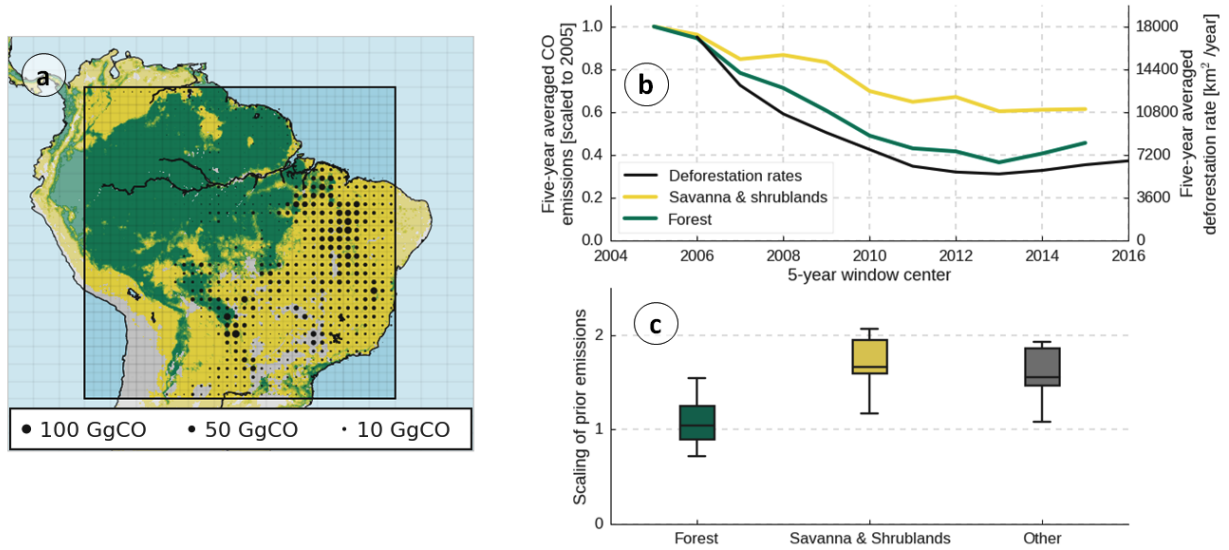 a
100 GgCO 50 GgCO 10 GgCO
b
Five-year averaged CO
emissions [scaled to 2005]
1.0
0.8
0.6
0.4
0.2
0.0
Deforestation rates
Savanna & shrublands
Forest
18000
14400
10800
7200
3600
0
Five-year averaged
deforestation rate [km² /year]
2004 2006 2008 2010 2012 2014 2016
5-year window center
c
Scaling of prior emissions
2
1
0
Forest Savanna & Shrublands Other